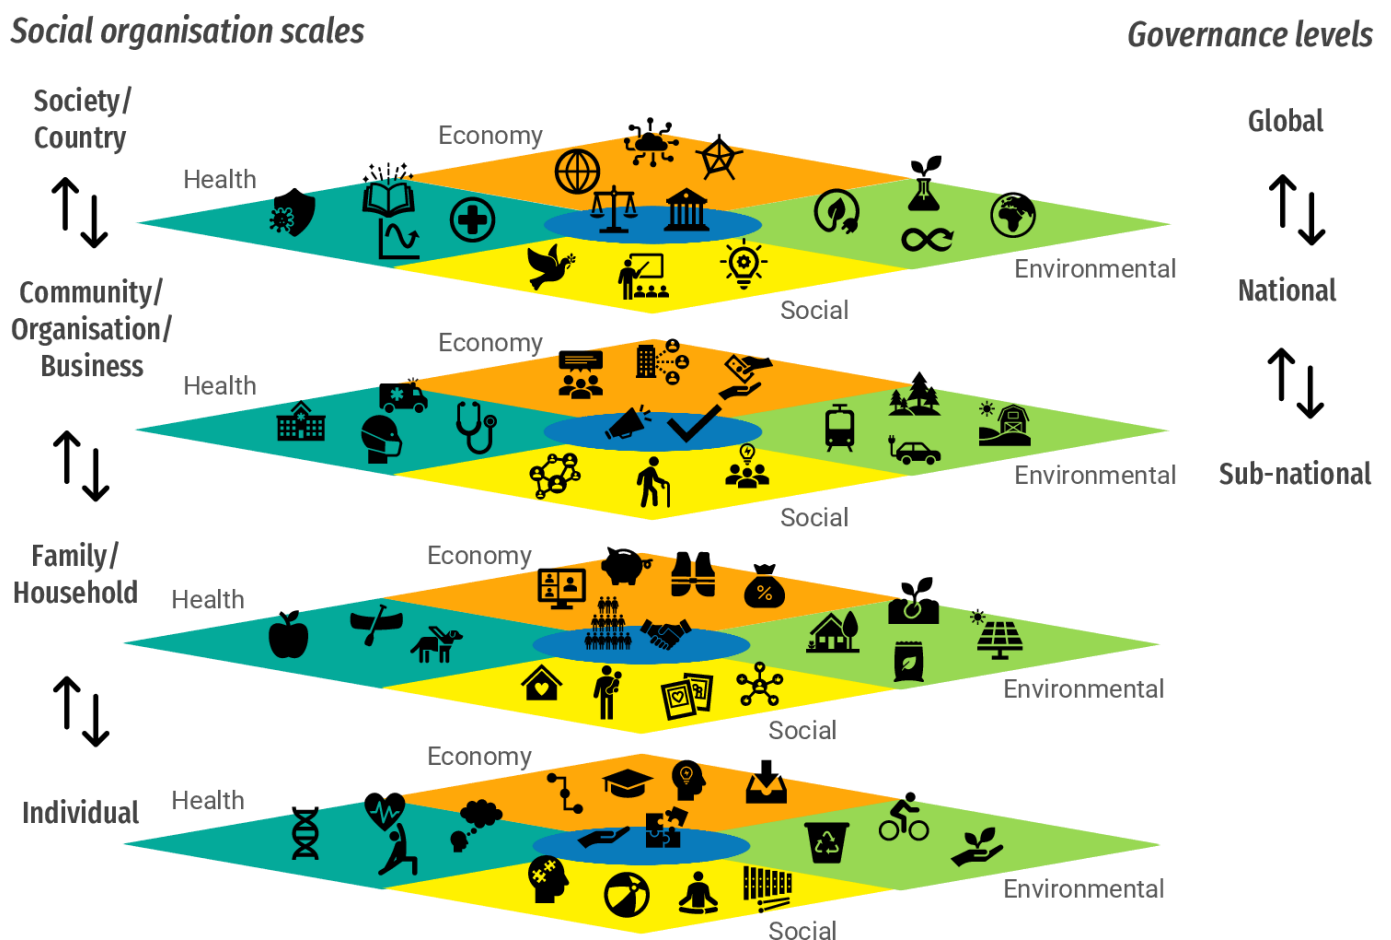 Social organisation scales
Governance levels
Society/
Country
Global
Economy
Health
Environmental
Social
Community/
Organisation/
Business
National
Economy
Health
Environmental
Social
Sub-national
Family/
Household
Economy
Health
%
Environmental
Social
Individual
Economy
Health
Environmental
Social